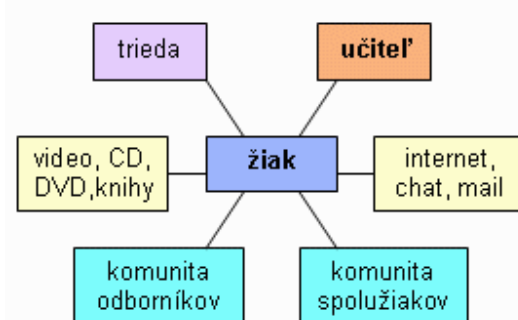 trieda
učiteľ
video, CD,
DVD,knihy
žiak
internet,
chat, mail
komunita
odborníkov
komunita
spolužiakov